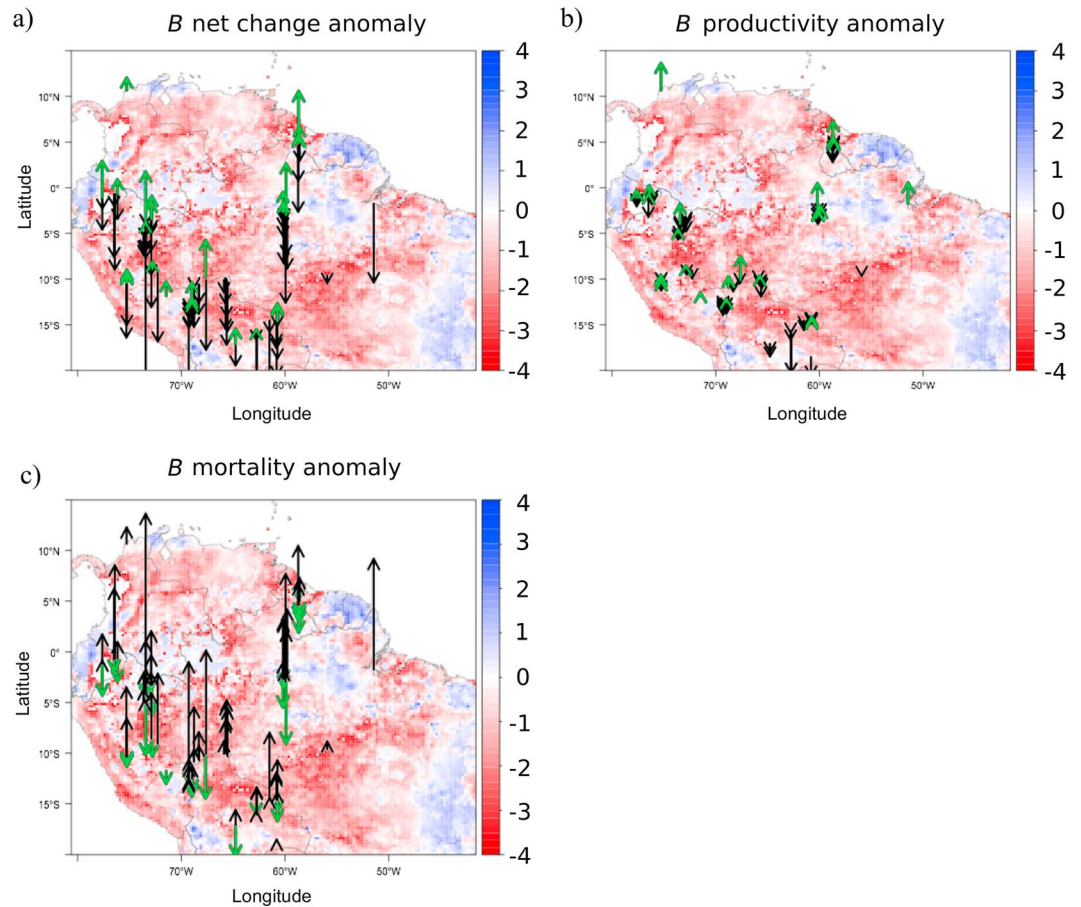 a)
B net change anomaly
Latitude
10°N
5°N
0°
5°S
10°S
15°S
70°W
60°W
50°W
Longitude
4
3
2
1
0
-1
-2
-3
-4
b)
B productivity anomaly
Latitude
10°N
5°N
0°
5°S
10°S
15°S
70°W
60°W
50°W
Longitude
4
3
2
1
0
-1
-2
-3
-4
c)
B mortality anomaly
Latitude
10°N
5°N
0°
5°S
10°S
15°S
70°W
60°W
50°W
Longitude
4
3
2
1
0
-1
-2
-3
-4